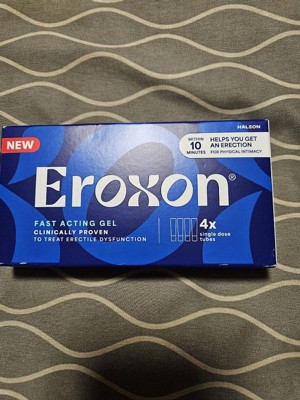 HALEON
NEW
WITHIN
10
MINUTES
HELPS YOU GET
AN ERECTION
FOR PHYSICAL INTIMACY
Eroxon®
FAST ACTING GEL
CLINICALLY PROVEN
TO TREAT ERECTILE DYSFUNCTION
4x
single dose
tubes